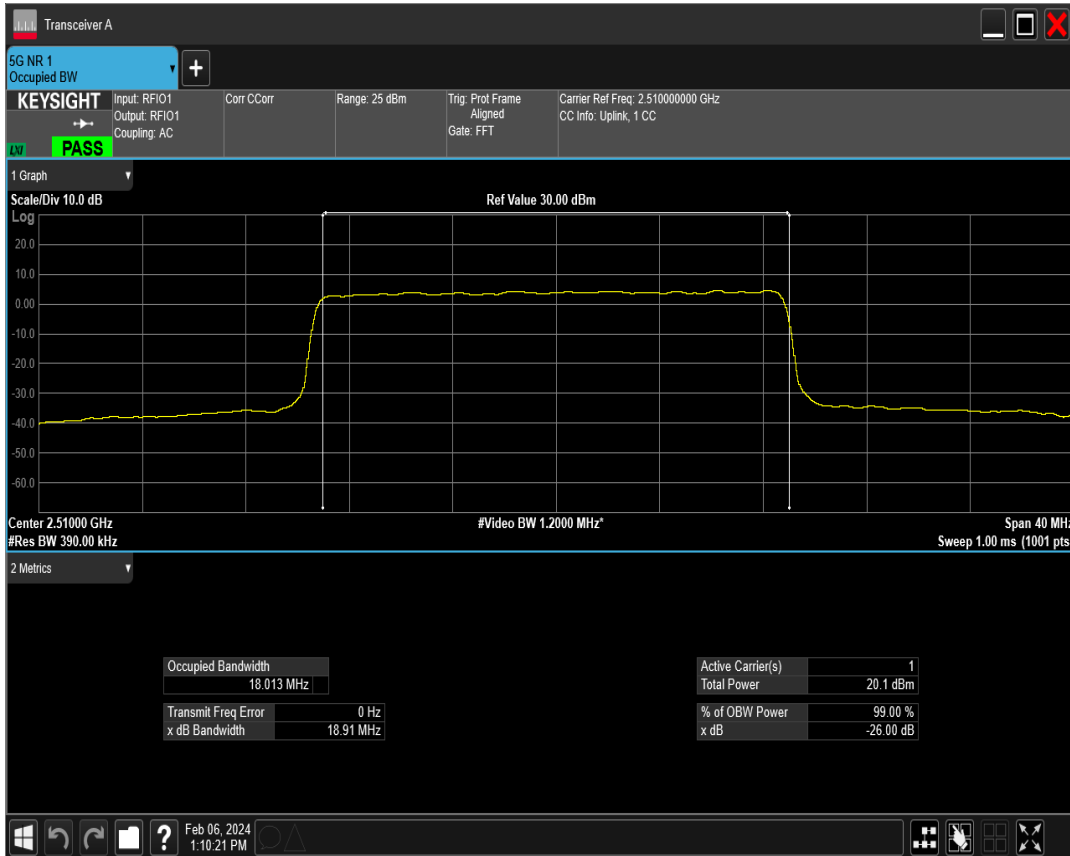 Transceiver A
5G NR 1
Occupied BW
KEYSIGHT
LXI
PASS
Input: RFIO1
Output: RFIO1
Coupling: AC
Corr CCorr
Range: 25 dBm
Trig: Prot Frame
Aligned
Gate: FFT
Carrier Ref Freq: 2.510000000 GHz
CC Info: Uplink, 1 CC
1 Graph
Scale/Div 10.0 dB
Ref Value 30.00 dBm
Log
20.0
10.0
0.00
-10.0
-20.0
-30.0
-40.0
-50.0
-60.0
Center 2.51000 GHz
#Video BW 1.2000 MHz*
Span 40 MHz
#Res BW 390.00 kHz
Sweep 1.00 ms (1001 pts
2 Metrics
Occupied Bandwidth
18.013 MHz
Transmit Freq Error 0 Hz
x dB Bandwidth 18.91 MHz
Active Carrier(s) 1
Total Power 20.1 dBm
% of OBW Power 99.00 %
x dB -26.00 dB
?
Feb 06, 2024
1:10:21 PM